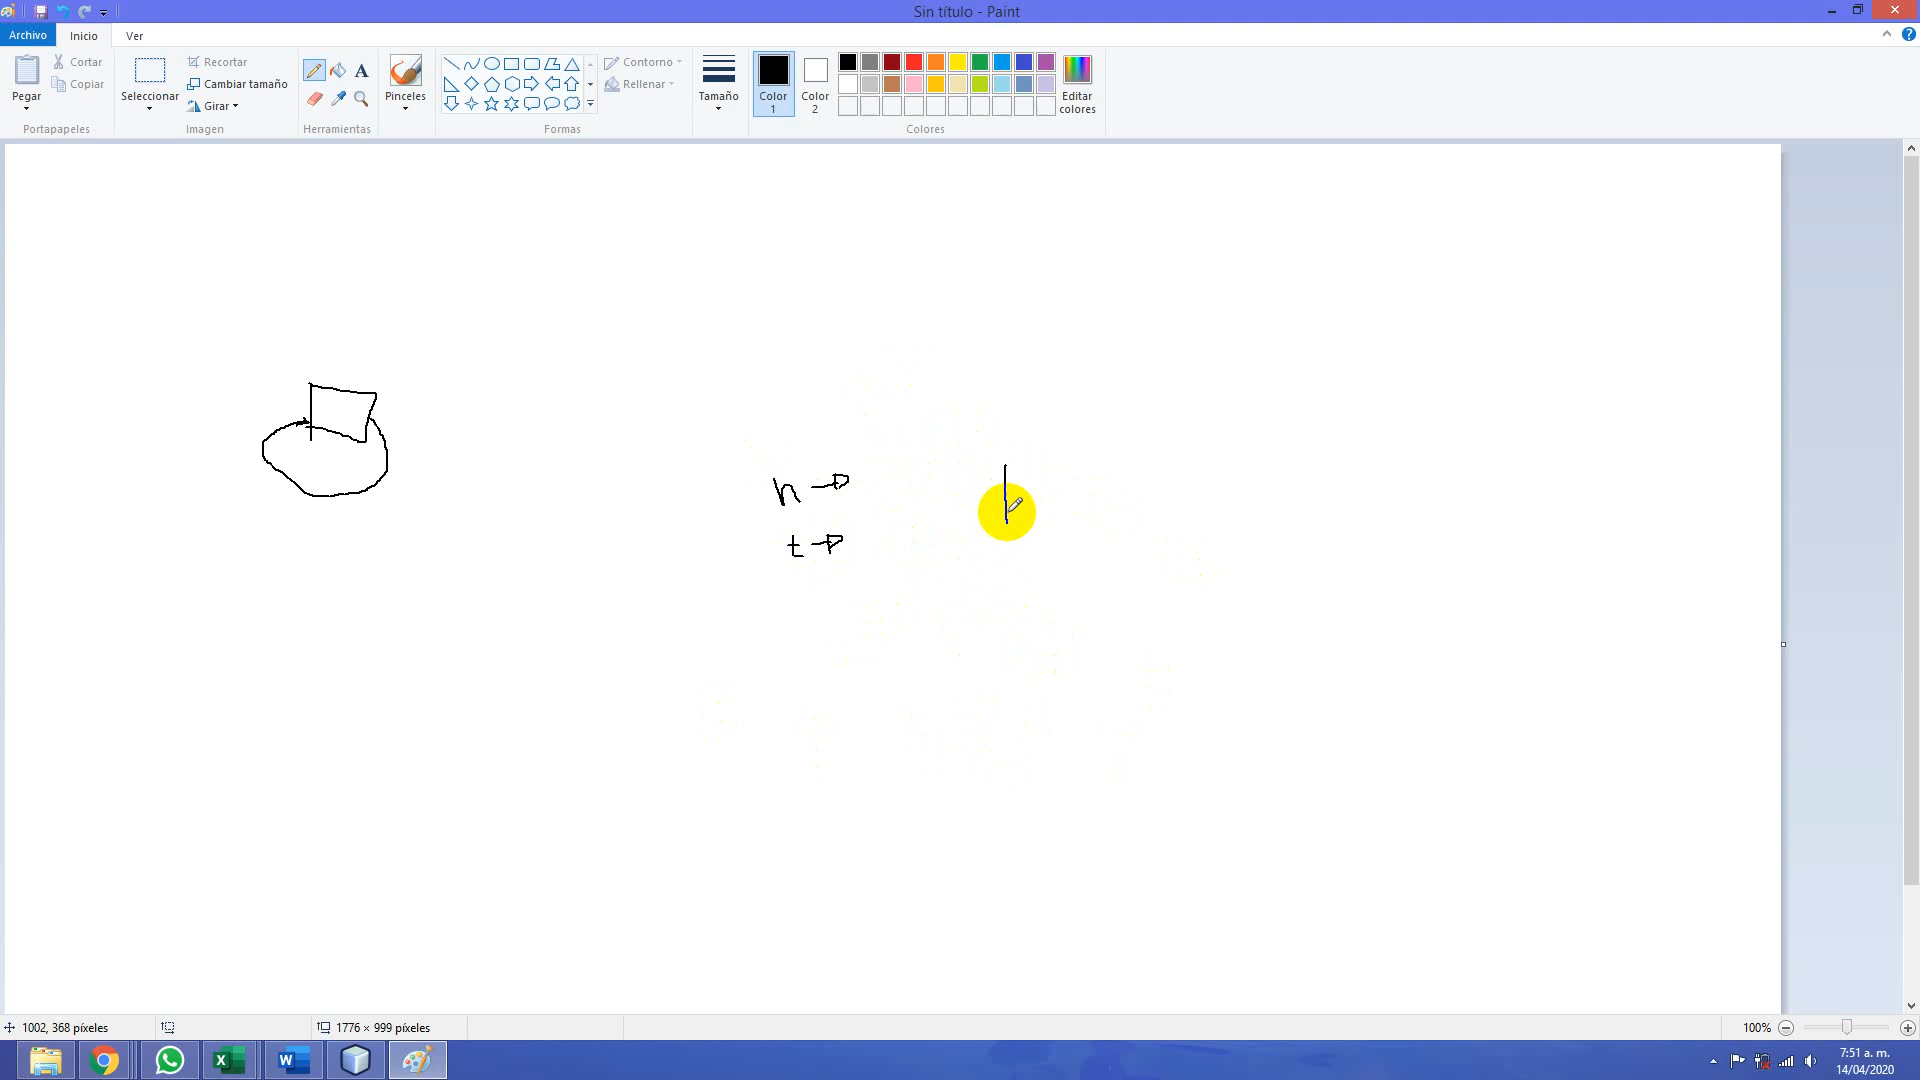 Sin título - Paint
Archivo Inicio Ver
Pegar Cortar Copiar Portapapeles
Seleccionar Recortar Cambiar tamaño Girar Imagen
A Herramientas
Pinceles
Contorno Rellenar Formas
Tamaño
Color 1 Color 2 Editar colores Colores
h
t
1002, 368 píxeles 1776 × 999 píxeles 100%
7:51 a. m.
14/04/2020